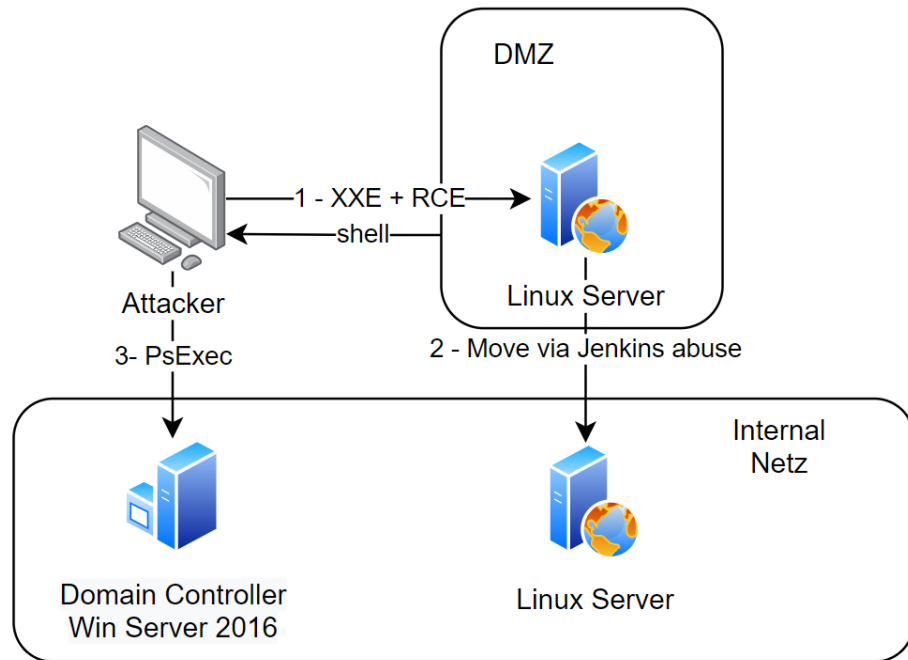 DMZ
1 - XXE + RCE
shell
Attacker
Linux Server
3- PsExec
2 - Move via Jenkins abuse
Internal
Netz
Domain Controller
Win Server 2016
Linux Server